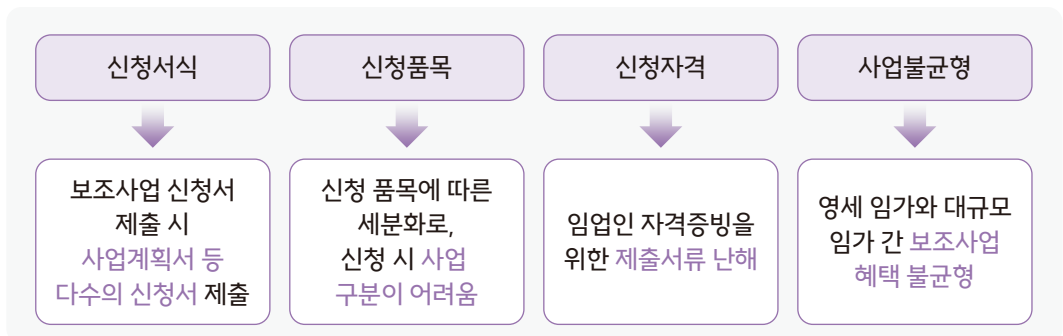 신청서식
신청품목
신청자격
사업불균형
보조사업 신청서
제출 시
사업계획서 등
다수의 신청서 제출
신청 품목에 따른
세분화로,
신청 시 사업
구분이 어려움
임업인 자격증빙을
위한 제출서류 난해
영세 임가와 대규모
임가 간 보조사업
혜택 불균형